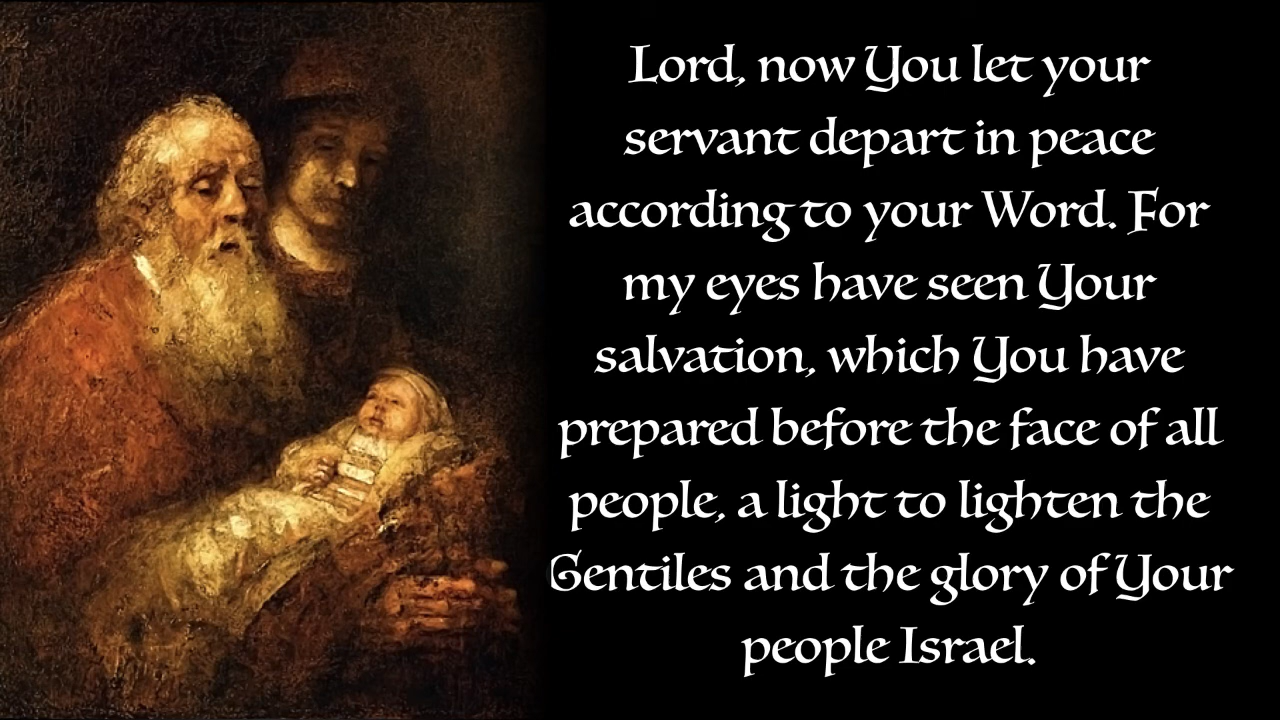 Lord, now You let your
servant depart in peace
according to your Word. For
my eyes have seen Your
salvation, which You have
prepared before the face of all
people, a light to lighten the
Gentiles and the glory of Your
people Israel.